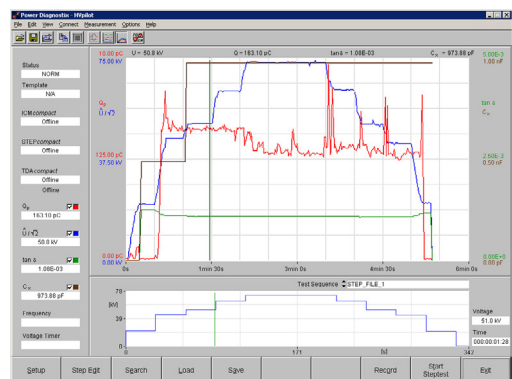 Power Diagnostix - HVpilot
File Edit View Connect Measurement Options Help
10.00 pC U = 50.8 kV Q = 163.10 pC tanδ = 1.08E-03 Cx = 973.88 pF 5.00E-3
75.00 kV 1.00 nF
Status
NORM
Template
N/A
ICMcompact
Offline
STEPcompact
Offline
TDAcompact
Offline
Offline
Qp
163.10 pC
Û/√2
50.8 kV
tan δ
1.08E-03
Cx
973.88 pF
Frequency
Voltage Timer
Qp
Û/√2
125.00 pC
37.50 kV
0.00 pC
0.00 kV
tan δ
Cx
2.50E-3
0.50 nF
0.00E+0
0.00 pF
0s 1min 30s 3min 0s 4min 30s 6min 0s
Test Sequence STEP_FILE_1
78
[kV]
39
0
0 171 [s] 342
Voltage
51.0 kV
Time
000:00:01:28
Setup Step Edit Search Load Save Record Start Steptest Exit